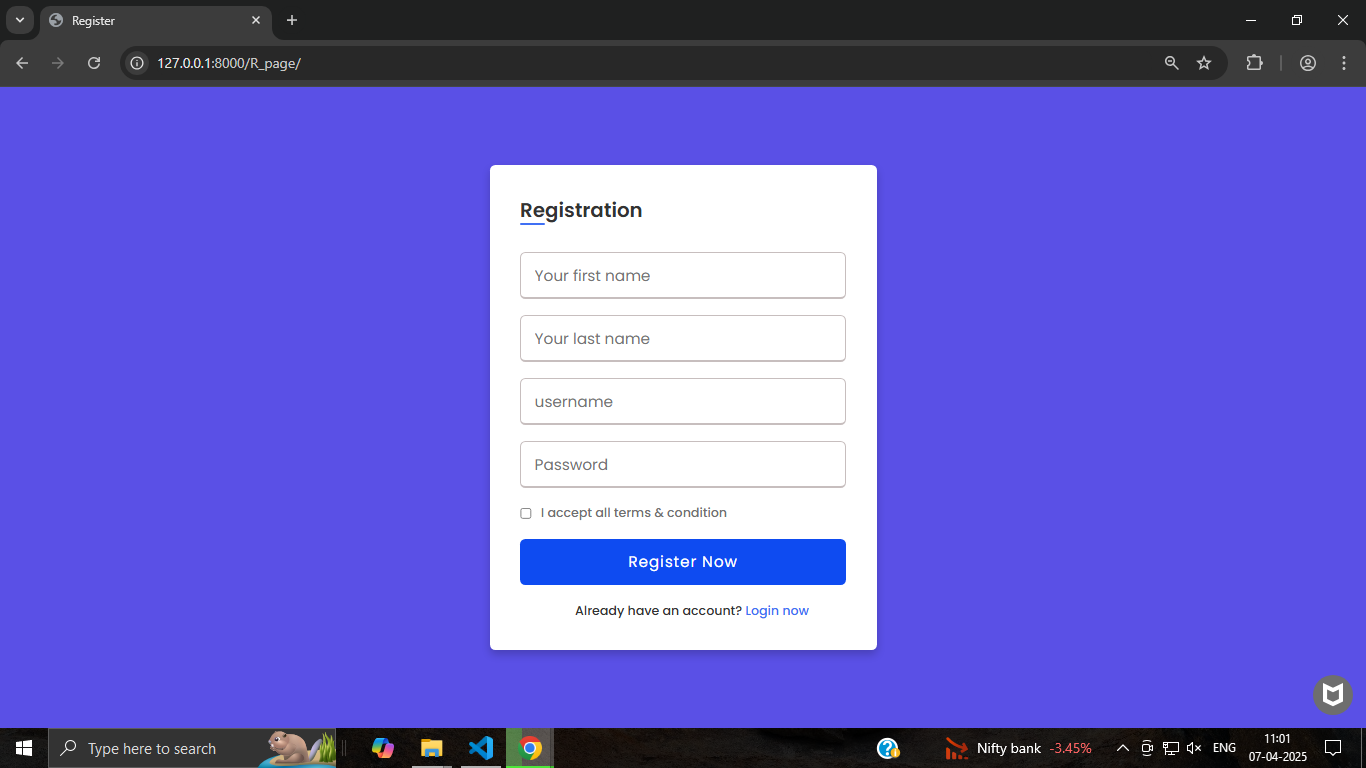 Register
127.0.0.1:8000/R_page/
Registration
Your first name
Your last name
username
Password
I accept all terms & condition
Register Now
Already have an account? Login now
Type here to search
Nifty bank -3.45%
ENG
11:01
07-04-2025